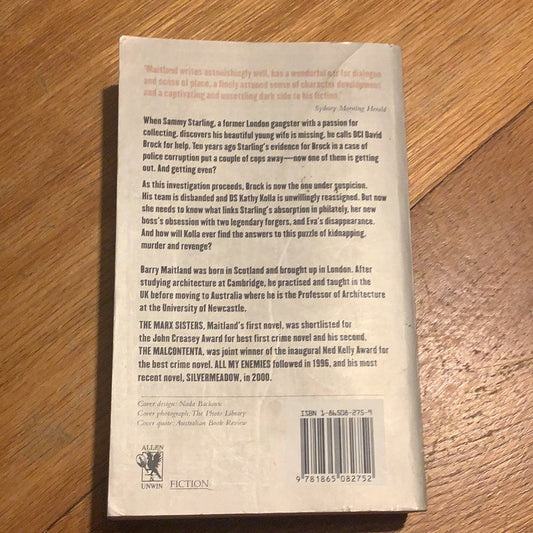 "Maitland writes astonishingly well, has a wonderful ear for dialogue
and sense of place, a finely attuned sense of character development
and a captivating and unsettling dark side to his fiction."
Sydney Morning Herald
When Sammy Starling, a former London gangster with a passion for
collecting, discovers his beautiful young wife is missing, he calls DCI David
Brock for help. Ten years ago Starling's evidence for Brock in a case of
police corruption put a couple of cops away—now one of them is getting
out. And getting even?
As this investigation proceeds, Brock is now the one under suspicion.
His team is disbanded and DS Kathy Kolla is unwillingly reassigned. But now
she needs to know what links Starling's absorption in philately, her new
boss's obsession with two legendary forgers, and Eva's disappearance.
And how will Kolla ever find the answers to this puzzle of kidnapping,
murder and revenge?
Barry Maitland was born in Scotland and brought up in London. After
studying architecture at Cambridge, he practised and taught in the
UK before moving to Australia where he is the Professor of Architecture
at the University of Newcastle.
THE MARX SISTERS, Maitland's first novel, was shortlisted for
the John Creasey Award for best first crime novel and his second,
THE MALCONTENTA, was joint winner of the inaugural Ned Kelly Award for
the best crime novel. ALL MY ENEMIES followed in 1996, and his most
recent novel, SILVERMEADOW, in 2000.
Cover design: Nada Backovic
Cover photograph: The Photo Library
Cover quote: Australian Book Review
ALLEN
UNWIN
FICTION
ISBN 1-86508-275-9
9 781865 082752